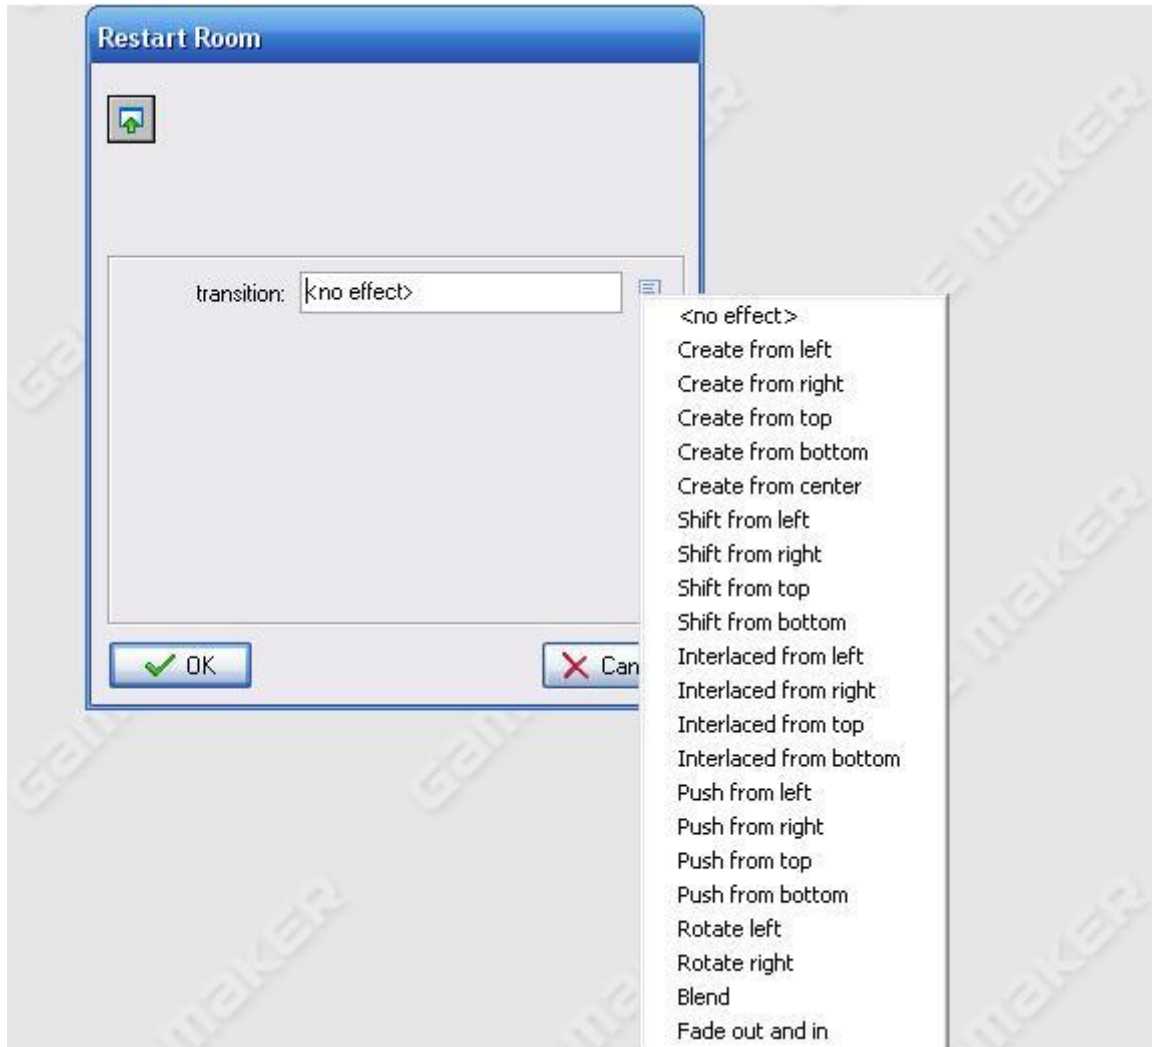 Restart Room
transition: <no effect>
<no effect>
Create from left
Create from right
Create from top
Create from bottom
Create from center
Shift from left
Shift from right
Shift from top
Shift from bottom
Interlaced from left
Interlaced from right
Interlaced from top
Interlaced from bottom
Push from left
Push from right
Push from top
Push from bottom
Rotate left
Rotate right
Blend
Fade out and in
OK
Can